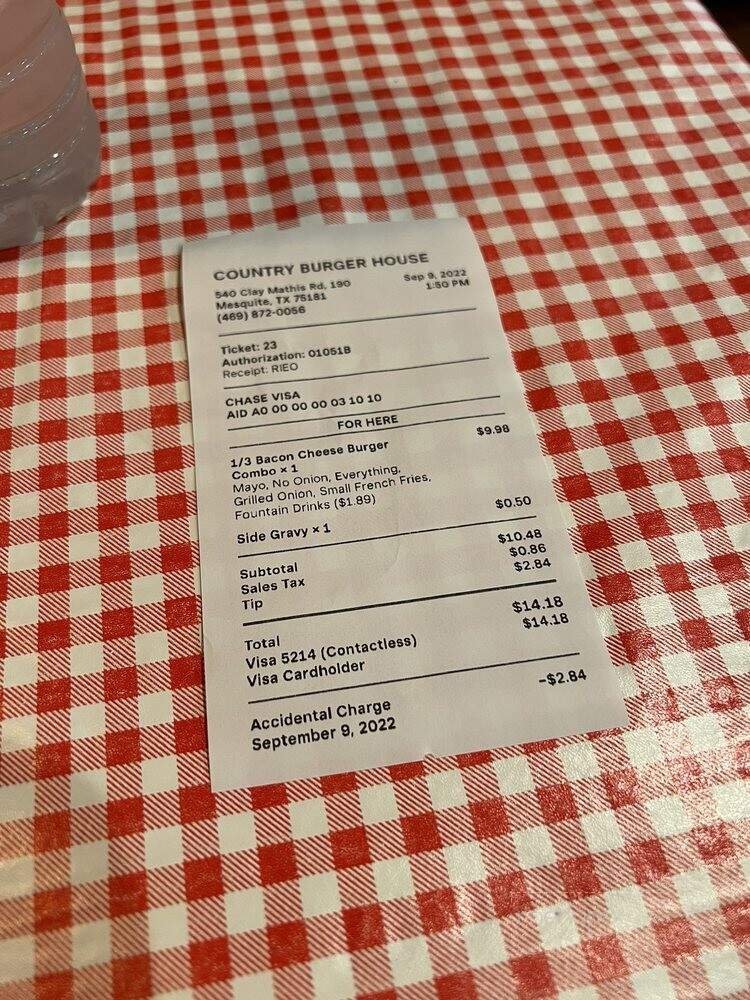 COUNTRY BURGER HOUSE
540 Clay Mathis Rd, 190 Sep 9, 2022
Mesquite, TX 75181 1:50 PM
(469) 872-0056
Ticket: 23
Authorization: 01051B
Receipt: RIEO
CHASE VISA
AID A0 00 00 00 03 10 10
FOR HERE
1/3 Bacon Cheese Burger $9.98
Combo × 1
Mayo, No Onion, Everything,
Grilled Onion, Small French Fries,
Fountain Drinks ($1.89)
Side Gravy × 1 $0.50
Subtotal $10.48
Sales Tax $0.86
Tip $2.84
Total $14.18
Visa 5214 (Contactless) $14.18
Visa Cardholder
Accidental Charge -$2.84
September 9, 2022